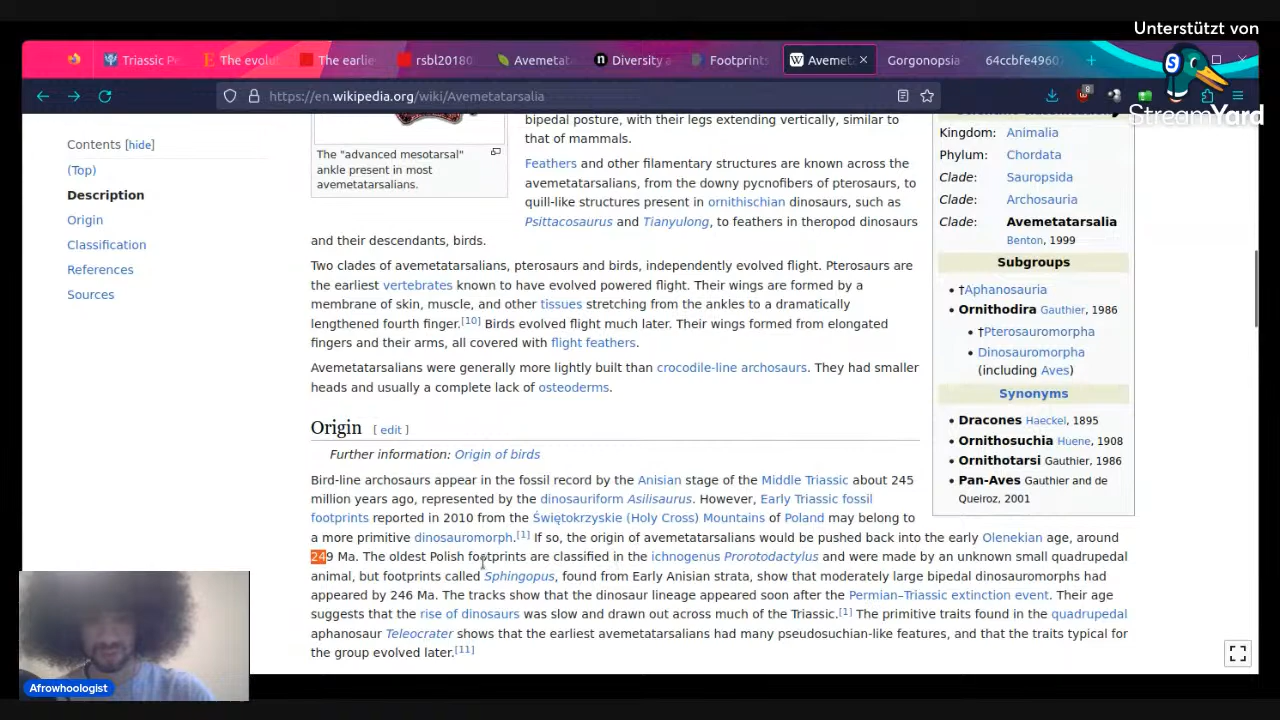 Unterstützt von
StreamYard
Triassic Pe
The evolu
The earlie
rsbl20180
Avemetat
Diversity a
Footprints
Avemeta
Gorgonopsia
64ccbfe4960
https://en.wikipedia.org/wiki/Avemetatarsalia
8
Contents [hide]
(Top)
Description
Origin
Classification
References
Sources
The "advanced mesotarsal"
ankle present in most
avemetatarsalians.
bipedal posture, with their legs extending vertically, similar to
that of mammals.
Feathers and other filamentary structures are known across the
avemetatarsalians, from the downy pycnofibers of pterosaurs, to
quill-like structures present in ornithischian dinosaurs, such as
Psittacosaurus and Tianyulong, to feathers in theropod dinosaurs
and their descendants, birds.
Two clades of avemetatarsalians, pterosaurs and birds, independently evolved flight. Pterosaurs are
the earliest vertebrates known to have evolved powered flight. Their wings are formed by a
membrane of skin, muscle, and other tissues stretching from the ankles to a dramatically
lengthened fourth finger.[10] Birds evolved flight much later. Their wings formed from elongated
fingers and their arms, all covered with flight feathers.
Avemetatarsalians were generally more lightly built than crocodile-line archosaurs. They had smaller
heads and usually a complete lack of osteoderms.
Origin [ edit ]
Further information: Origin of birds
Bird-line archosaurs appear in the fossil record by the Anisian stage of the Middle Triassic about 245
million years ago, represented by the dinosauriform Asilisaurus. However, Early Triassic fossil
footprints reported in 2010 from the Świętokrzyskie (Holy Cross) Mountains of Poland may belong to
a more primitive dinosauromorph.[1] If so, the origin of avemetatarsalians would be pushed back into the early Olenekian age, around
249 Ma. The oldest Polish footprints are classified in the ichnogenus Prorotodactylus and were made by an unknown small quadrupedal
animal, but footprints called Sphingopus, found from Early Anisian strata, show that moderately large bipedal dinosauromorphs had
appeared by 246 Ma. The tracks show that the dinosaur lineage appeared soon after the Permian–Triassic extinction event. Their age
suggests that the rise of dinosaurs was slow and drawn out across much of the Triassic.[1] The primitive traits found in the quadrupedal
aphanosaur Teleocrater shows that the earliest avemetatarsalians had many pseudosuchian-like features, and that the traits typical for
the group evolved later.[11]
Kingdom: Animalia
Phylum: Chordata
Clade: Sauropsida
Clade: Archosauria
Clade: Avemetatarsalia
Benton, 1999
Subgroups
• †Aphanosauria
• Ornithodira Gauthier, 1986
• †Pterosauromorpha
• Dinosauromorpha
(including Aves)
Synonyms
• Dracones Haeckel, 1895
• Ornithosuchia Huene, 1908
• Ornithotarsi Gauthier, 1986
• Pan-Aves Gauthier and de
Queiroz, 2001
Afrowhoologist